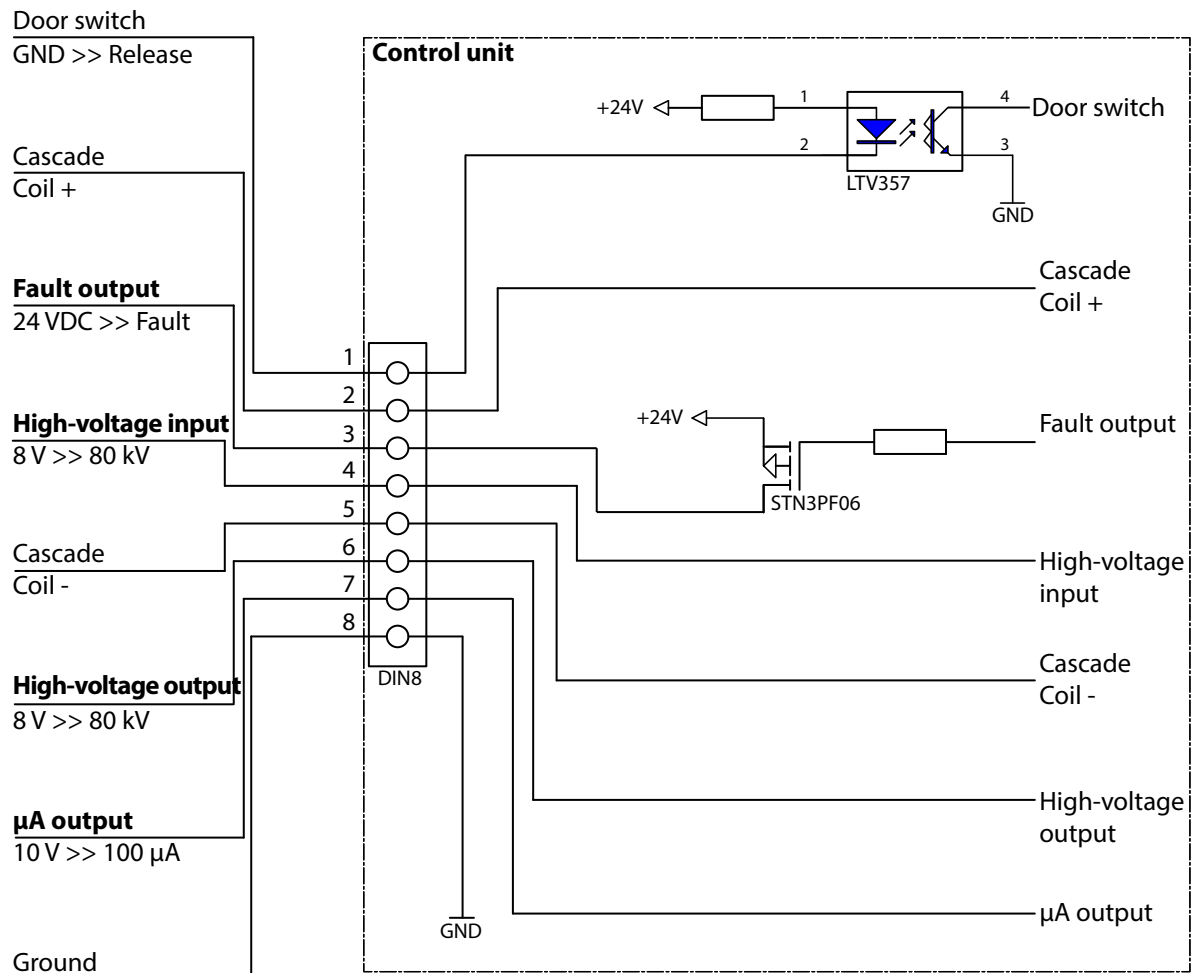 Door switch
GND >> Release
Cascade
Coil +
Fault output
24 VDC >> Fault
High-voltage input
8 V >> 80 kV
Cascade
Coil -
High-voltage output
8 V >> 80 kV
µA output
10 V >> 100 µA
Ground
1
2
3
4
5
6
7
8
DIN8
Control unit
+24V
1
2
4
3
LTV357
Door switch
GND
Cascade
Coil +
+24V
STN3PF06
Fault output
High-voltage
input
Cascade
Coil -
High-voltage
output
µA output
GND